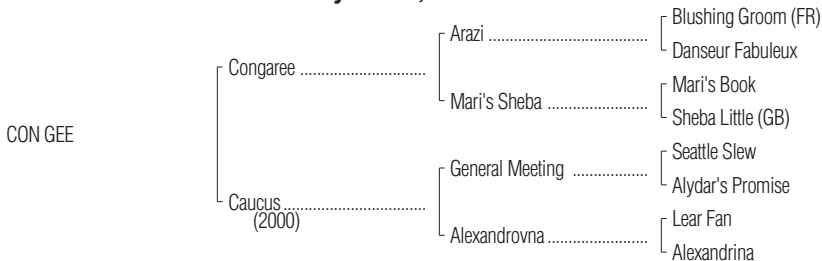 Blushing Groom (FR)
Arazi ......................................
Danseur Fabuleux
Congaree ..............................
Mari's Book
Mari's Sheba ........................
Sheba Little (GB)
CON GEE
Seattle Slew
General Meeting ..................
Alydar's Promise
Caucus ..................................
(2000)
Lear Fan
Alexandrovna ........................
Alexandrina